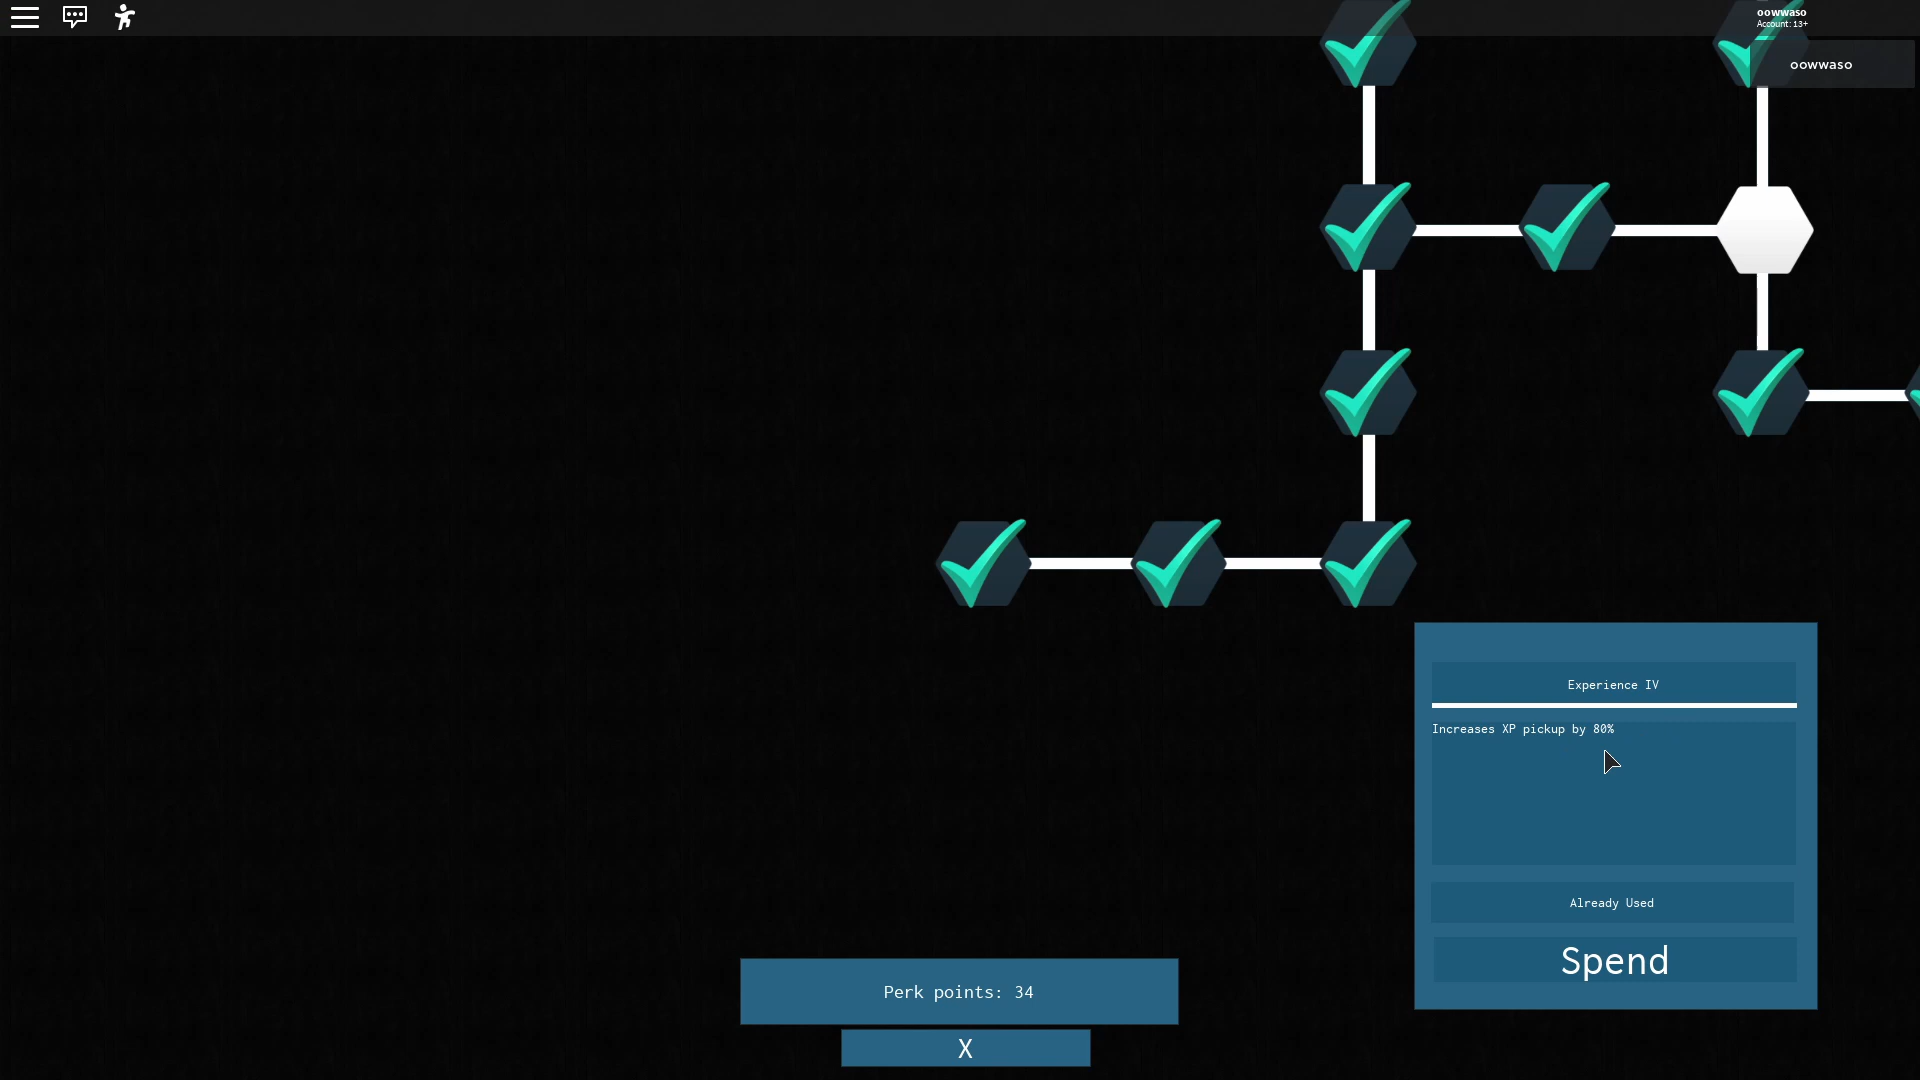 oowwaso
Account: 13+
oowwaso
Experience IV
Increases XP pickup by 80%
Already Used
Spend
Perk points: 34
X